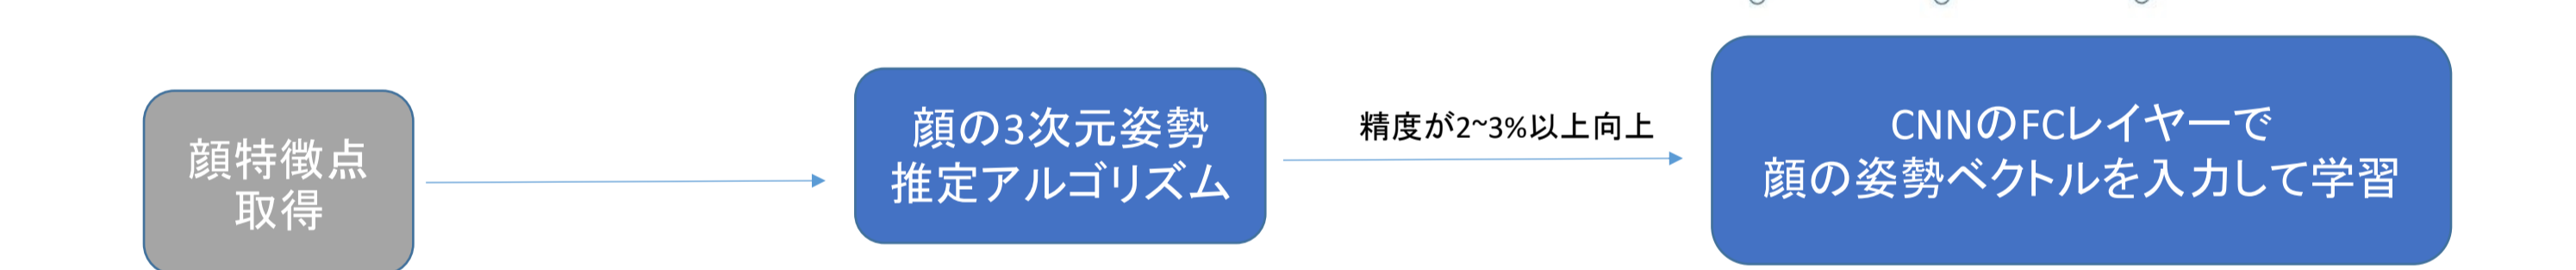 顔特徴点
取得
顔の3次元姿勢
推定アルゴリズム
精度が2~3%以上向上
CNNのFCレイヤーで
顔の姿勢ベクトルを入力して学習